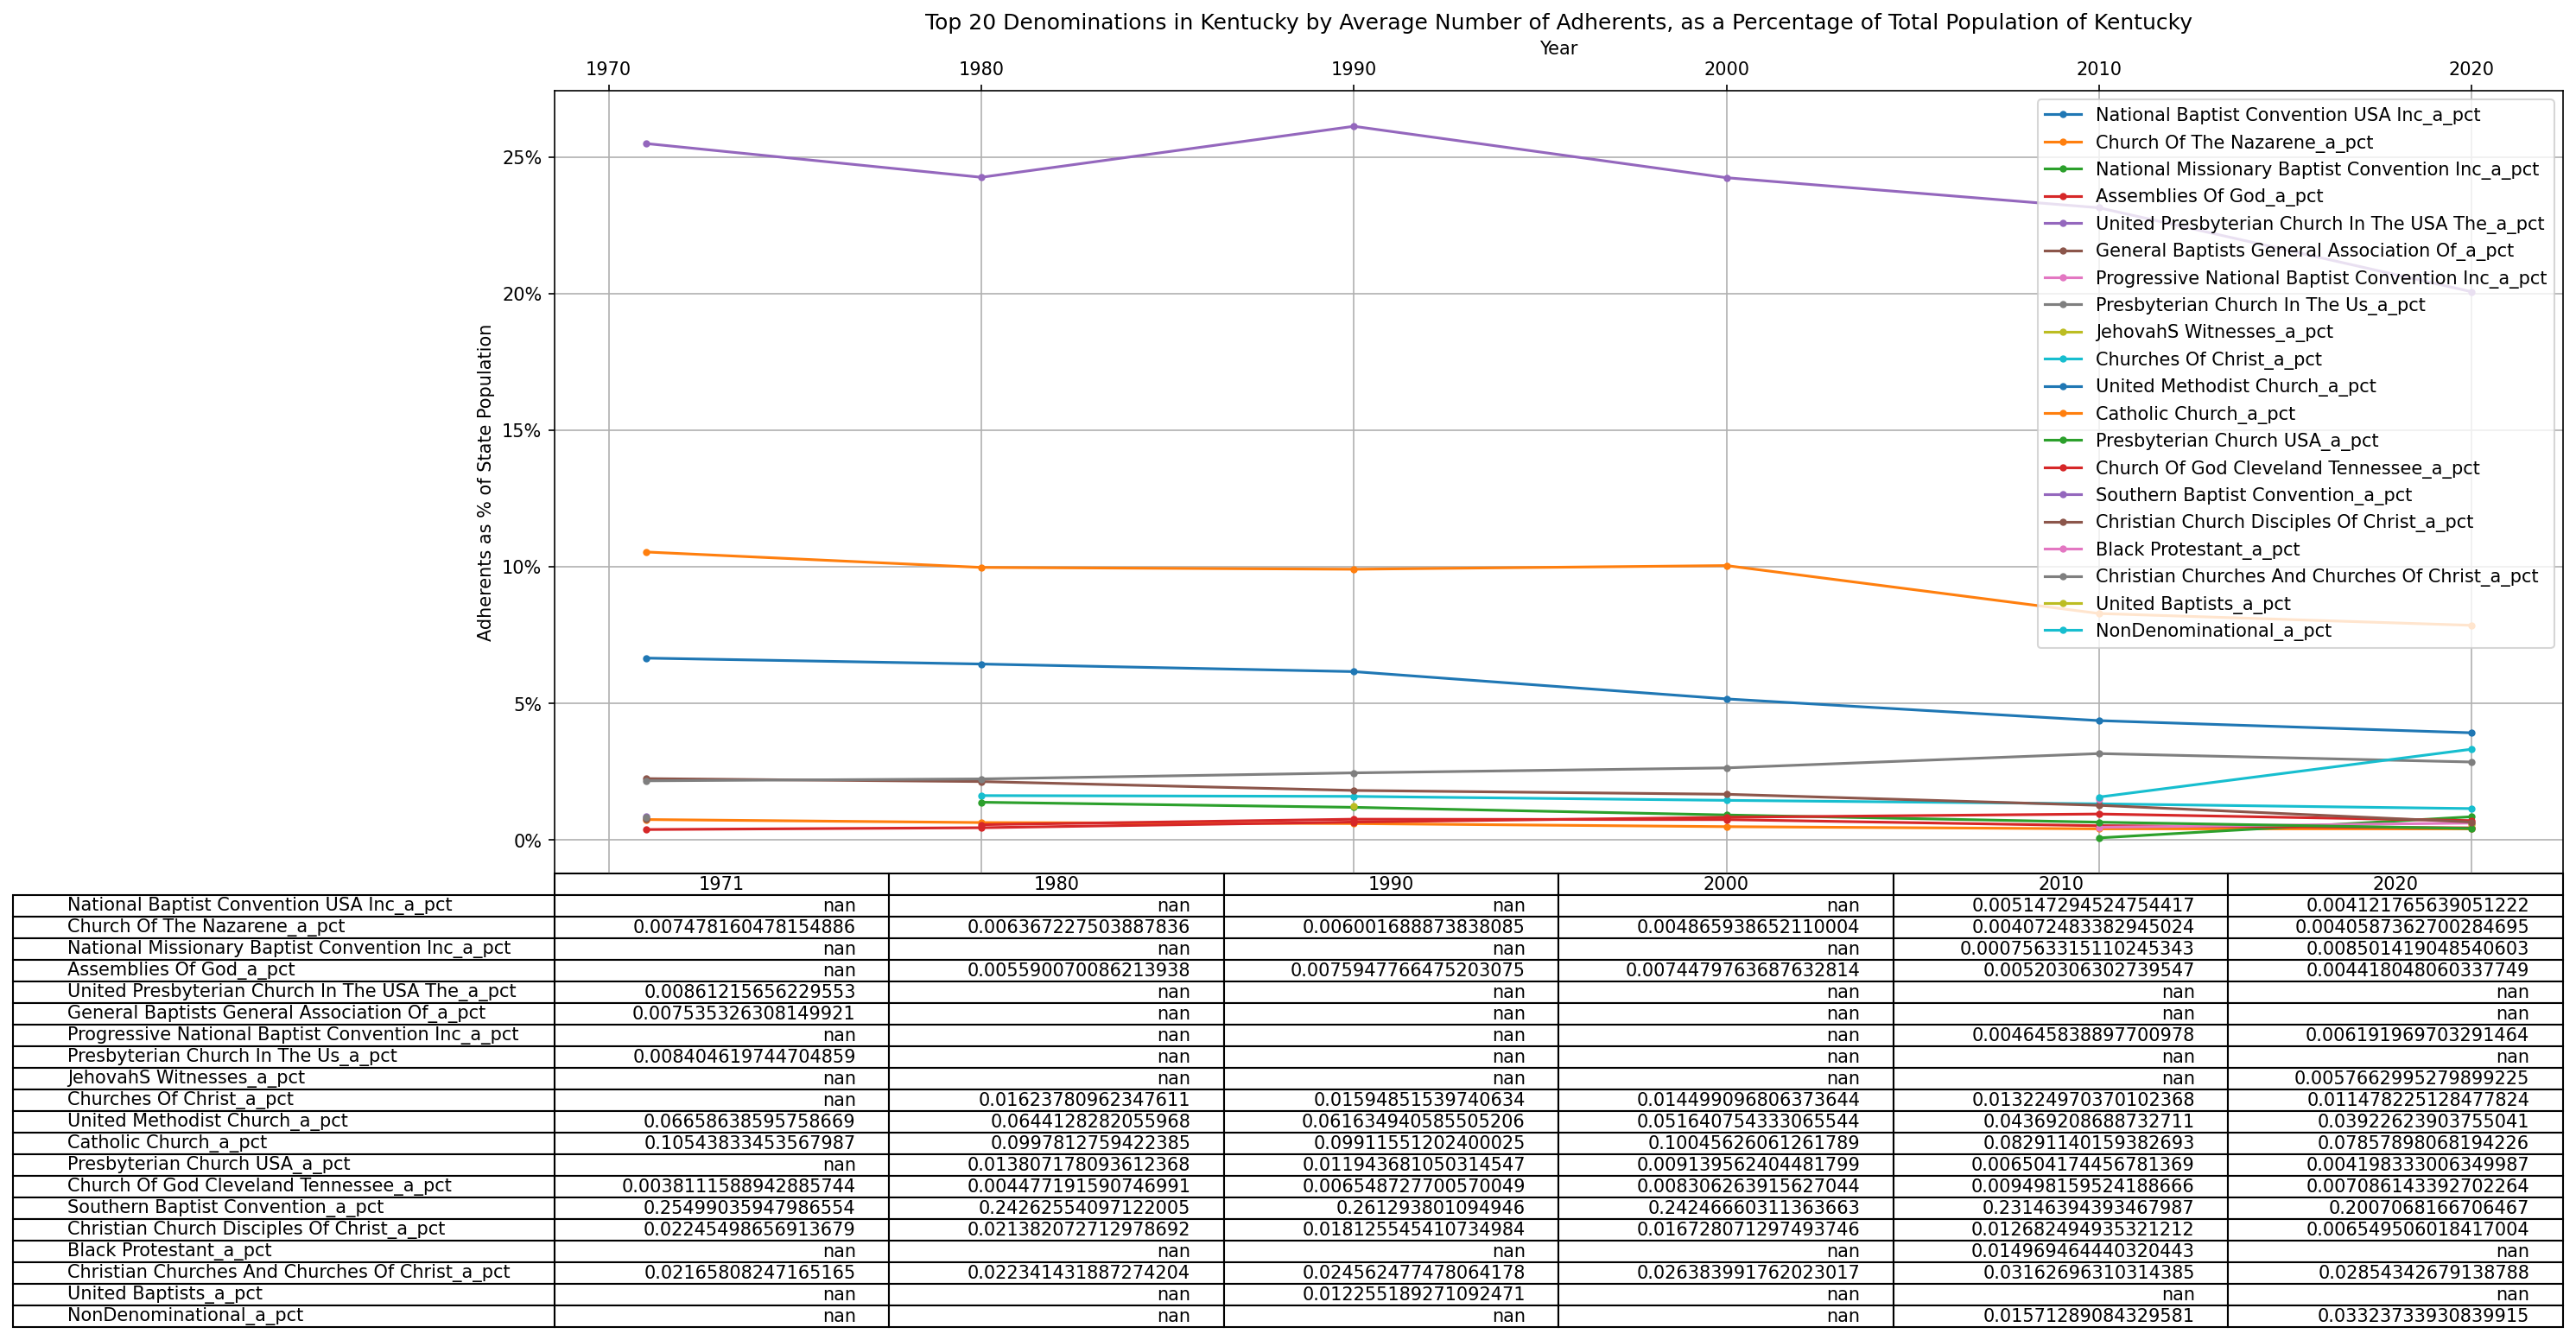 Top 20 Denominations in Kentucky by Average Number of Adherents, as a Percentage of Total Population of Kentucky
Year
1970 1980 1990 2000 2010 2020
25%
20%
15%
10%
5%
0%
Adherents as % of State Population
National Baptist Convention USA Inc_a_pct
Church Of The Nazarene_a_pct
National Missionary Baptist Convention Inc_a_pct
Assemblies Of God_a_pct
United Presbyterian Church In The USA The_a_pct
General Baptists General Association Of_a_pct
Progressive National Baptist Convention Inc_a_pct
Presbyterian Church In The Us_a_pct
JehovahS Witnesses_a_pct
Churches Of Christ_a_pct
United Methodist Church_a_pct
Catholic Church_a_pct
Presbyterian Church USA_a_pct
Church Of God Cleveland Tennessee_a_pct
Southern Baptist Convention_a_pct
Christian Church Disciples Of Christ_a_pct
Black Protestant_a_pct
Christian Churches And Churches Of Christ_a_pct
United Baptists_a_pct
NonDenominational_a_pct
1971 1980 1990 2000 2010 2020
National Baptist Convention USA Inc_a_pct nan nan nan nan 0.005147294524754417 0.004121765639051222
Church Of The Nazarene_a_pct 0.007478160478154886 0.006367227503887836 0.006001688873838085 0.004865938652110004 0.004072483382945024 0.0040587362700284695
National Missionary Baptist Convention Inc_a_pct nan nan nan nan 0.0007563315110245343 0.008501419048540603
Assemblies Of God_a_pct nan 0.005590070086213938 0.0075947766475203075 0.0074479763687632814 0.00520306302739547 0.004418048060337749
United Presbyterian Church In The USA The_a_pct 0.00861215656229553 nan nan nan nan nan
General Baptists General Association Of_a_pct 0.007535326308149921 nan nan nan nan nan
Progressive National Baptist Convention Inc_a_pct nan nan nan nan 0.004645838897700978 0.006191969703291464
Presbyterian Church In The Us_a_pct 0.008404619744704859 nan nan nan nan nan
JehovahS Witnesses_a_pct nan nan nan nan nan 0.0057662995279899225
Churches Of Christ_a_pct nan 0.01623780962347611 0.01594851539740634 0.014499096806373644 0.013224970370102368 0.011478225128477824
United Methodist Church_a_pct 0.06658638595758669 0.0644128282055968 0.061634940585505206 0.051640754333065544 0.04369208688732711 0.03922623903755041
Catholic Church_a_pct 0.10543833453567987 0.0997812759422385 0.09911551202400025 0.10045626061261789 0.08291140159382693 0.07857898068194226
Presbyterian Church USA_a_pct nan 0.013807178093612368 0.011943681050314547 0.009139562404481799 0.006504174456781369 0.004198333006349987
Church Of God Cleveland Tennessee_a_pct 0.0038111588942885744 0.004477191590746991 0.006548727700570049 0.008306263915627044 0.009498159524188666 0.007086143392702264
Southern Baptist Convention_a_pct 0.25499035947986554 0.24262554097122005 0.261293801094946 0.24246660311363663 0.23146394393467987 0.2007068166706467
Christian Church Disciples Of Christ_a_pct 0.02245498656913679 0.021382072712978692 0.018125545410734984 0.016728071297493746 0.012682494935321212 0.006549506018417004
Black Protestant_a_pct nan nan nan nan 0.014969464440320443 nan
Christian Churches And Churches Of Christ_a_pct 0.02165808247165165 0.022341431887274204 0.024562477478064178 0.026383991762023017 0.03162696310314385 0.02854342679138788
United Baptists_a_pct nan nan 0.012255189271092471 nan nan nan
NonDenominational_a_pct nan nan nan nan 0.01571289084329581 0.03323733930839915